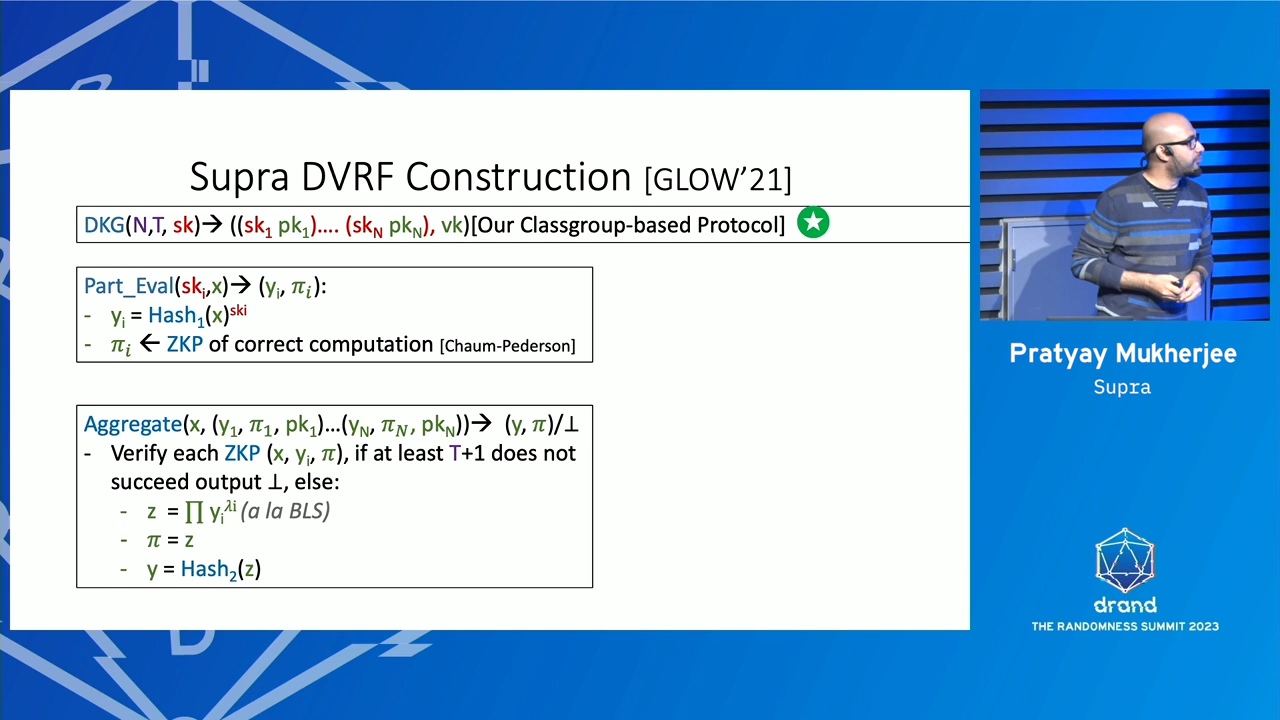 Supra DVRF Construction [GLOW’21]
DKG(N,T, sk)→ ((sk₁ pk₁)…. (skN pkN), vk)[Our Classgroup-based Protocol]
Part_Eval(skᵢ,x)→ (yᵢ, πᵢ):
- yᵢ = Hash₁(x)^ski
- πᵢ ← ZKP of correct computation [Chaum-Pederson]
Aggregate(x, (y₁, π₁, pk₁)…(yN, πN, pkN))→ (y, π)/⊥
- Verify each ZKP (x, yᵢ, π), if at least T+1 does not
succeed output ⊥, else:
- z = ∏ yᵢ^λi (a la BLS)
- π = z
- y = Hash₂(z)
Pratyay Mukherjee
Supra
drand
THE RANDOMNESS SUMMIT 2023